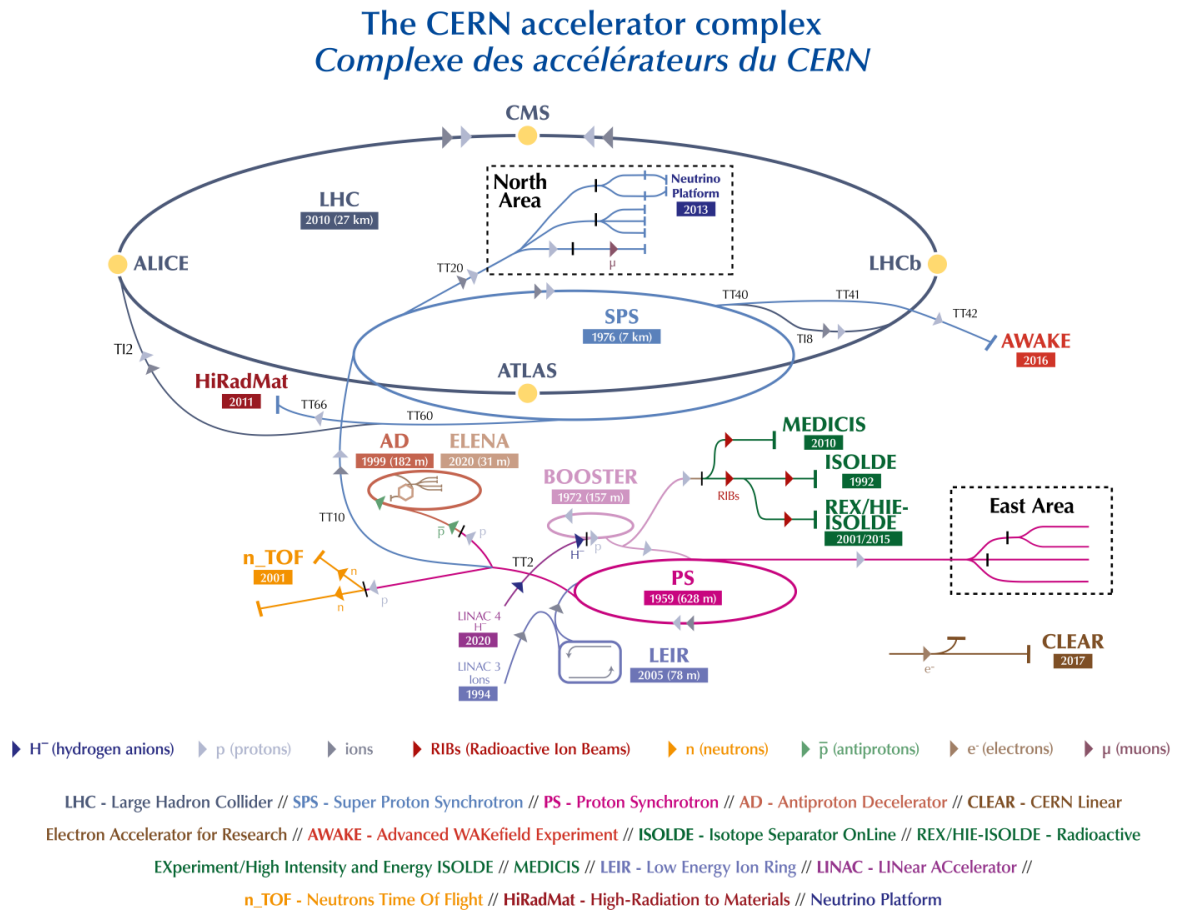 The CERN accelerator complex
Complexe des accélérateurs du CERN
CMS
North
Area
Neutrino
Platform
2013
LHC
2010 (27 km)
μ
ALICE
LHCb
TT20
TT40
TT41
TT42
SPS
1976 (7 km)
TI8
AWAKE
2016
TI2
ATLAS
HiRadMat
2011
TT66
TT60
MEDICIS
2010
AD
1999 (182 m)
ELENA
2020 (31 m)
BOOSTER
1972 (157 m)
ISOLDE
1992
RIBs
REX/HIE-
ISOLDE
2001/2015
East Area
TT10
p̅
p
H⁻
p
n_TOF
2001
n
n
p
TT2
PS
1959 (628 m)
LINAC 4
H⁻
2020
LINAC 3
Ions
1994
LEIR
2005 (78 m)
CLEAR
2017
e-
H⁻ (hydrogen anions)
p (protons)
ions
RIBs (Radioactive Ion Beams)
n (neutrons)
p̅ (antiprotons)
e- (electrons)
μ (muons)
LHC - Large Hadron Collider // SPS - Super Proton Synchrotron // PS - Proton Synchrotron // AD - Antiproton Decelerator // CLEAR - CERN Linear
Electron Accelerator for Research // AWAKE - Advanced WAKefield Experiment // ISOLDE - Isotope Separator OnLine // REX/HIE-ISOLDE - Radioactive
EXperiment/High Intensity and Energy ISOLDE // MEDICIS // LEIR - Low Energy Ion Ring // LINAC - LINear ACcelerator //
n_TOF - Neutrons Time Of Flight // HiRadMat - High-Radiation to Materials // Neutrino Platform